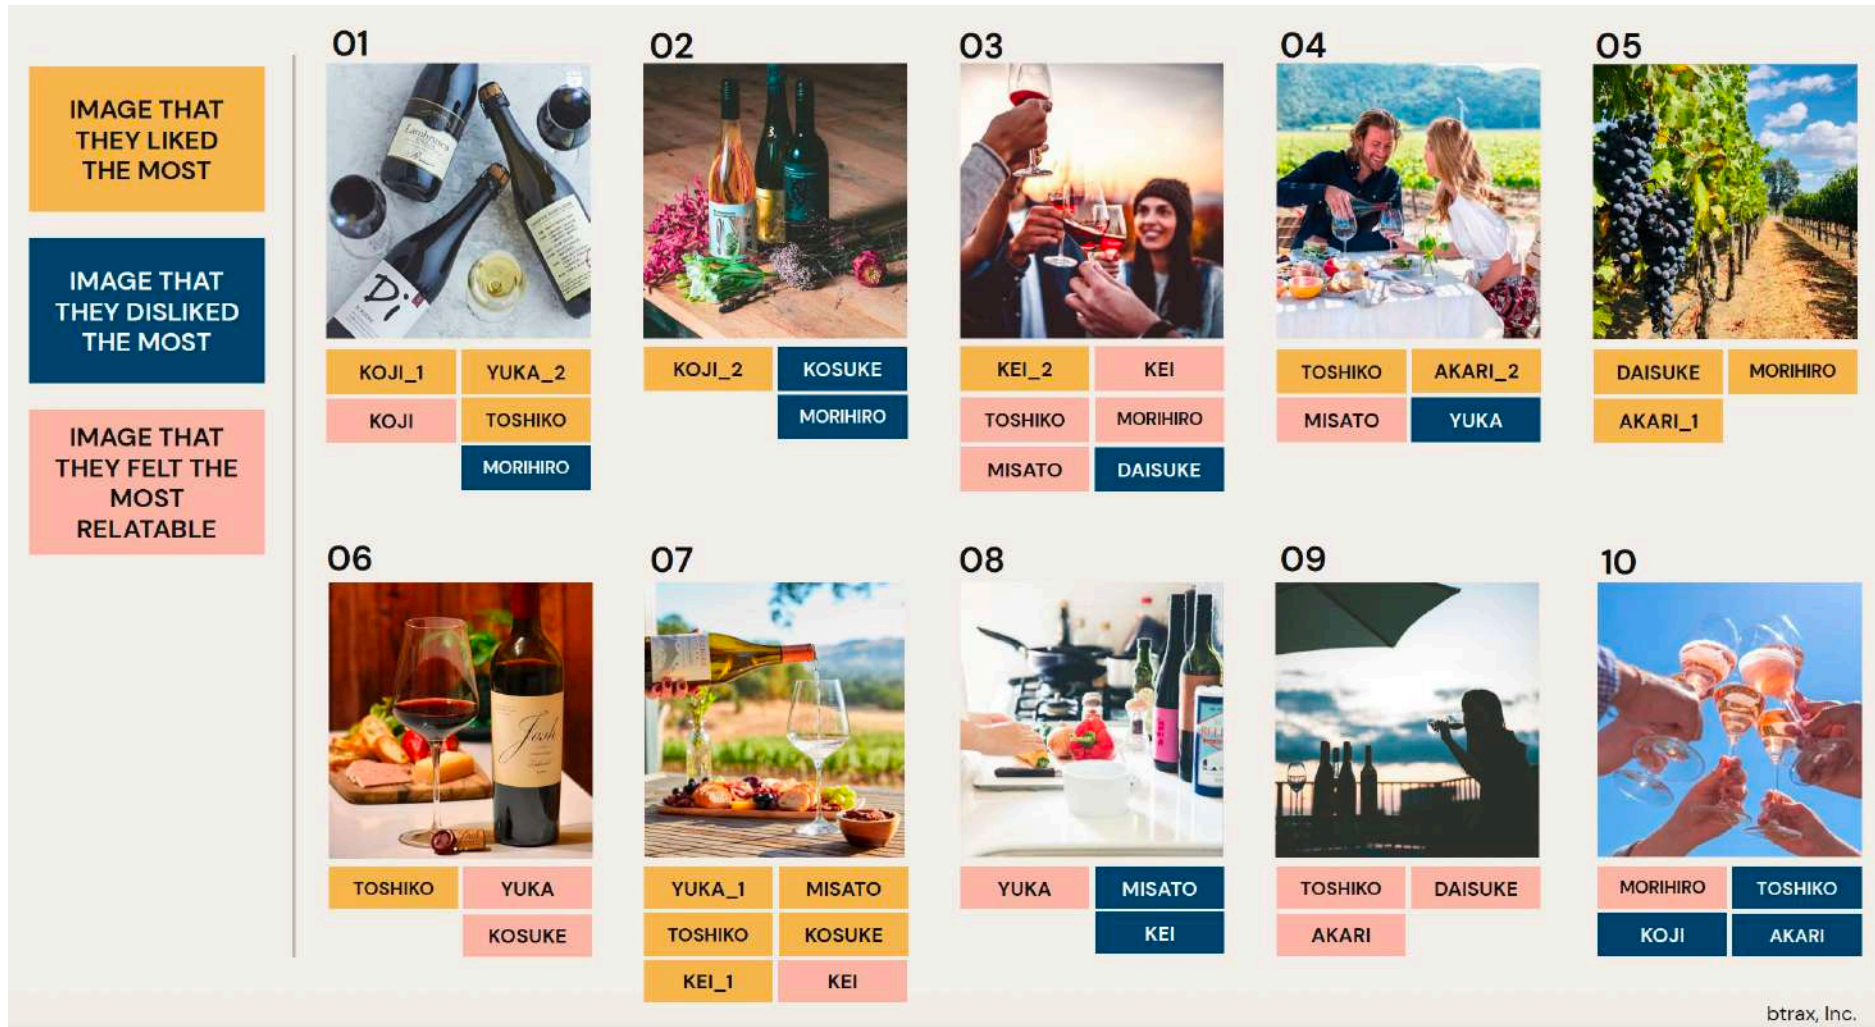 IMAGE THAT
THEY LIKED
THE MOST
IMAGE THAT
THEY DISLIKED
THE MOST
IMAGE THAT
THEY FELT THE
MOST
RELATABLE
01
Lambrusco
Di
KOJI_1
YUKA_2
KOJI
TOSHIKO
MORIHIRO
02
KOJI_2
KOSUKE
MORIHIRO
03
KEI_2
KEI
TOSHIKO
MORIHIRO
MISATO
DAISUKE
04
TOSHIKO
AKARI_2
MISATO
YUKA
05
DAISUKE
MORIHIRO
AKARI_1
06
Josh
TOSHIKO
YUKA
KOSUKE
07
YUKA_1
MISATO
TOSHIKO
KOSUKE
KEI_1
KEI
08
YUKA
MISATO
KEI
09
TOSHIKO
DAISUKE
AKARI
10
MORIHIRO
TOSHIKO
KOJI
AKARI
btrax, Inc.